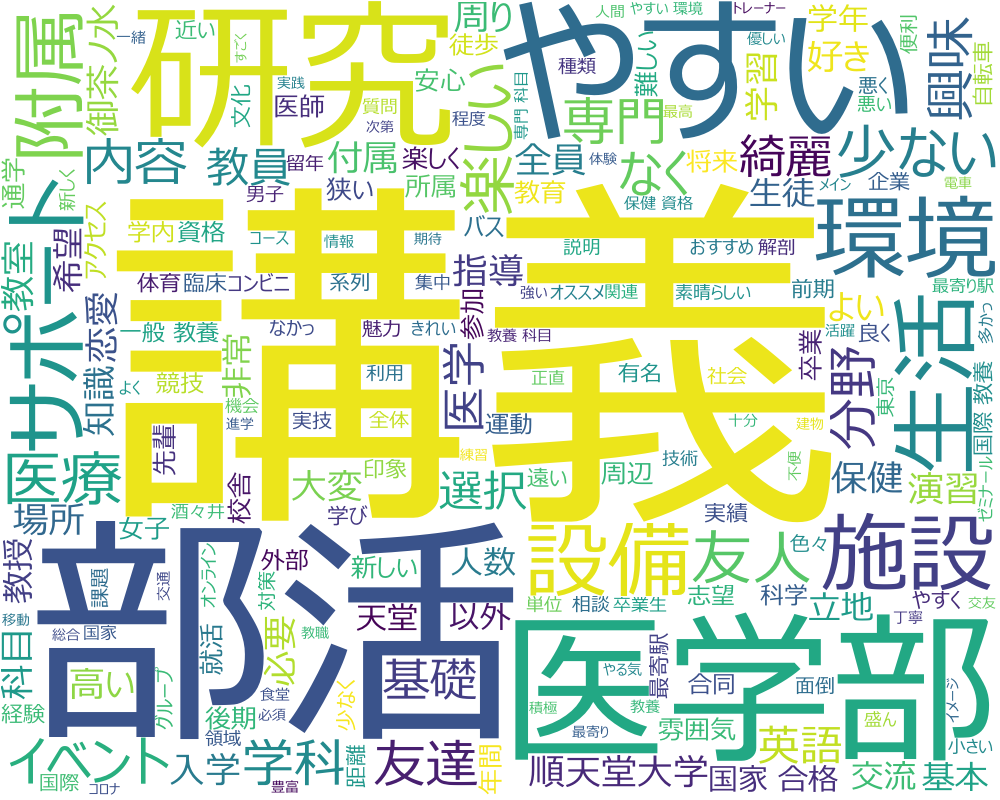 人間
やすい 環境
トレーナー
一緒
近い
すごく
研究
やすい
周り
徒歩
種類
優しい
学年
好き
便利
自転車
興味
附属
御茶ノ水
文化
実践
医師
質問
次第
安心
程度
難しい
専門 科目
最高
悪く
悪い
学習
専門
楽しい
少ない
内容
教員
留年
付属
楽しく
全員
体験
将来
綺麗
なく
生徒
企業
メイン
電車
通学
新しく
アクセス
男子
狭い
所属
教育
保健 資格
学内
資格
コース
情報
期待
バス
説明
おすすめ
解剖
環境
サポート
教室
希望
体育
臨床
コンビニ
系列
集中
指導
強い
オススメ
関連
素晴らしい
前期
最寄り駅
恋愛
知識
一般 教養
なかっ
魅力
きれい
参加
教養 科目
よい
活躍
良く
多かっ
講義
生活
よく
非常
競技
利用
医学
正直
有名
社会
卒業
分野
東京
国際 教養
機会
進学
先輩
実技
全体
運動
十分
建物
医療
大変
印象
練習
選択
遠い
周辺
技術
不便
保健
演習
ゼミナール
場所
女子
酒々井
校舎
学び
実績
部活
教授
課題
交通
オンライン
対策
外部
新しい
人数
設備
友人
色々
施設
移動
総合
国家
就活
教職
天堂
以外
単位
相談
卒業生
志望
科学
立地
やすく
丁寧
交友
科目
高い
必要
基礎
医学部
最寄駅
合同
面倒
イメージ
経験
グループ
後期
食堂
必須
少なく
やる気
積極
教養
雰囲気
盛ん
小さい
イベント
入学
領域
学科
距離
友達
年間
最寄り
順天堂大学
国家 合格
英語
交流
基本
国際
コロナ
豊富